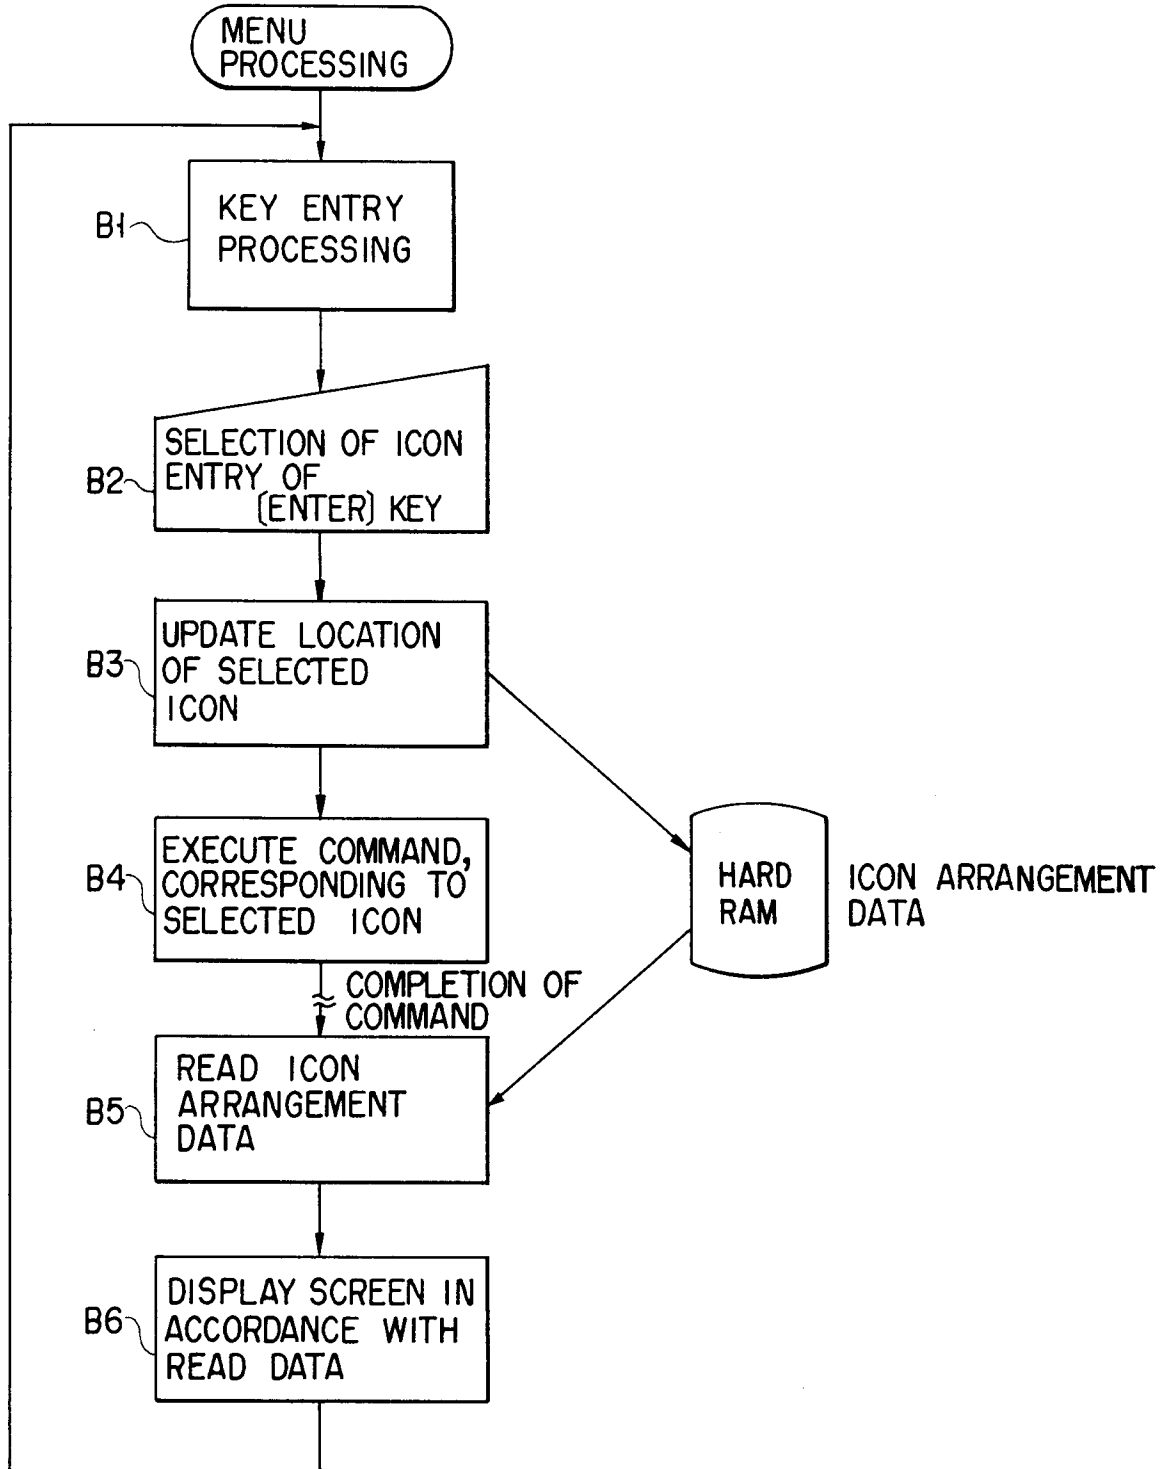 MENU
PROCESSING
B1
KEY ENTRY
PROCESSING
B2
SELECTION OF ICON
ENTRY OF
[ENTER] KEY
B3
UPDATE LOCATION
OF SELECTED
ICON
B4
EXECUTE COMMAND,
CORRESPONDING TO
SELECTED ICON
HARD
RAM
ICON ARRANGEMENT
DATA
COMPLETION OF
COMMAND
B5
READ ICON
ARRANGEMENT
DATA
B6
DISPLAY SCREEN IN
ACCORDANCE WITH
READ DATA